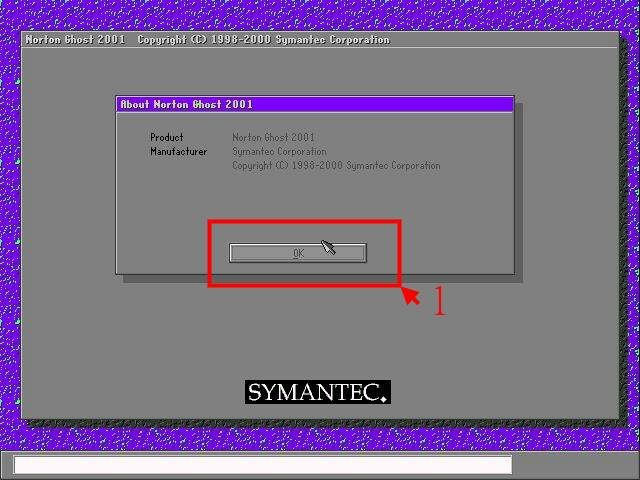 Norton Ghost 2001   Copyright (C) 1998-2000 Symantec Corporation
About Norton Ghost 2001
Product   Norton Ghost 2001
Manufacturer   Symantec Corporation
Copyright (C) 1998-2000 Symantec Corporation
OK
1
SYMANTEC.